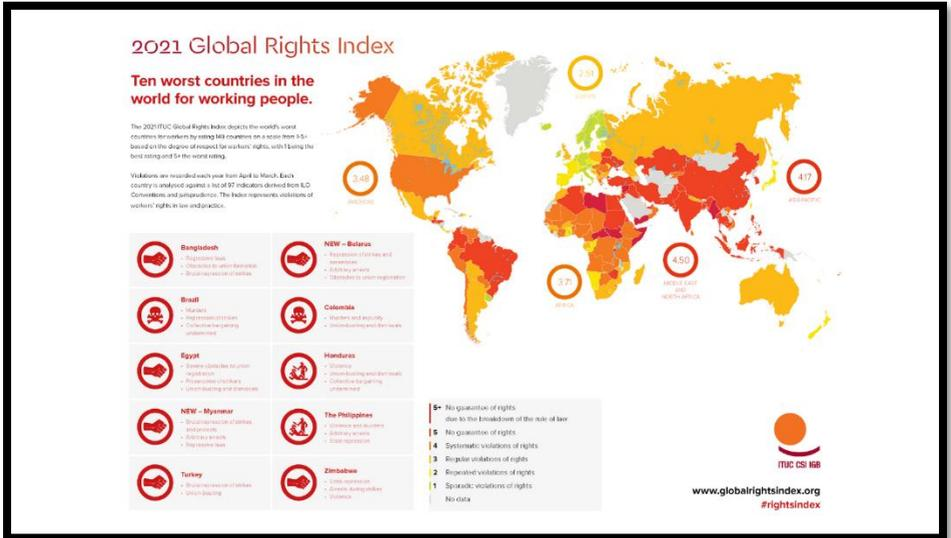 2021 Global Rights Index
Ten worst countries in the
world for working people.
The 2021 ITUC Global Rights Index depicts the world's worst
countries for workers by rating 149 countries on a scale from 1-5+
based on the degree of respect for workers' rights, with 1 being the
best rating and 5+ the worst rating.
Violations are recorded each year from April to March. Each
country is analysed against a list of 97 indicators derived from ILO
Conventions and jurisprudence. The Index represents violations of
workers' rights in law and practice.
2.51
EUROPE
3.48
AMERICAS
4.17
ASIA-PACIFIC
4.50
MIDDLE EAST
AND
NORTH AFRICA
3.71
AFRICA
Bangladesh
• Regressive laws
• Obstacles to union formation
• Brutal repression of strikes
NEW – Belarus
• Repression of strikes and
• Arbitrary arrests
• Obstacles to union registration
Brazil
• Murders
• Repression of strikes
• Collective bargaining
undermined
Colombia
• Murders and impunity
• Union-busting and dismissals
Egypt
• Severe obstacles to union
registration
• Prosecution of strikers
• Union-busting and dismissals
Honduras
• Violence
• Union-busting and dismissals
• Collective bargaining
undermined
NEW – Myanmar
• Brutal repression of strikes
and protests
• Arbitrary arrests
• Regressive laws
The Philippines
• Violence and murders
• Arbitrary arrests
• State repression
Turkey
• Brutal repression of strikes
• Union-busting
Zimbabwe
• State repression
• Arrests during strikes
• Violence
5+ No guarantee of rights
due to the breakdown of the rule of law
5 No guarantee of rights
4 Systematic violations of rights
3 Regular violations of rights
2 Repeated violations of rights
1 Sporadic violations of rights
No data
ITUC CSI IGB
www.globalrightsindex.org
#rightsindex